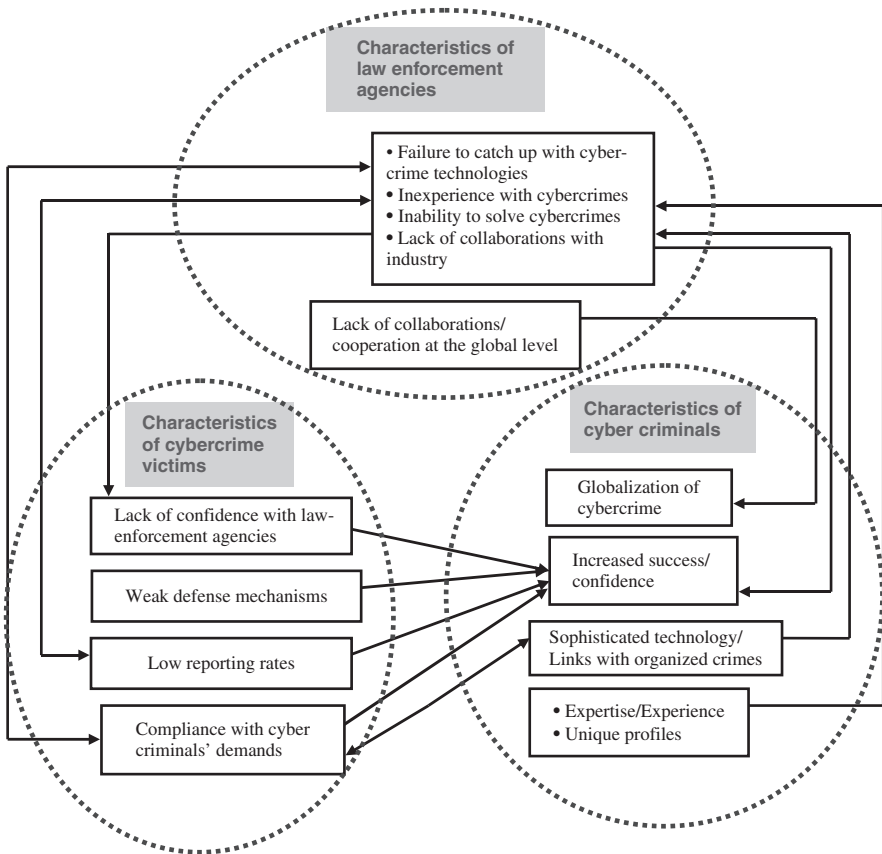 Characteristics of
law enforcement
agencies
• Failure to catch up with cyber-
crime technologies
• Inexperience with cybercrimes
• Inability to solve cybercrimes
• Lack of collaborations with
industry
Lack of collaborations/
cooperation at the global level
Characteristics
of cybercrime
victims
Lack of confidence with law-
enforcement agencies
Weak defense mechanisms
Low reporting rates
Compliance with cyber
criminals’ demands
Characteristics of
cyber criminals
Globalization of
cybercrime
Increased success/
confidence
Sophisticated technology/
Links with organized crimes
• Expertise/Experience
• Unique profiles